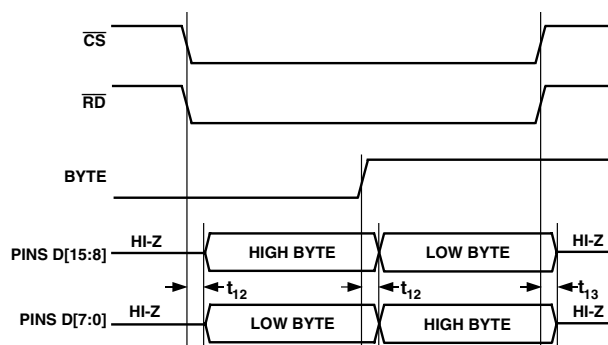 CS
RD
BYTE
PINS D[15:8] HI-Z HIGH BYTE LOW BYTE HI-Z
t12 t12 t13
PINS D[7:0] HI-Z LOW BYTE HIGH BYTE HI-Z